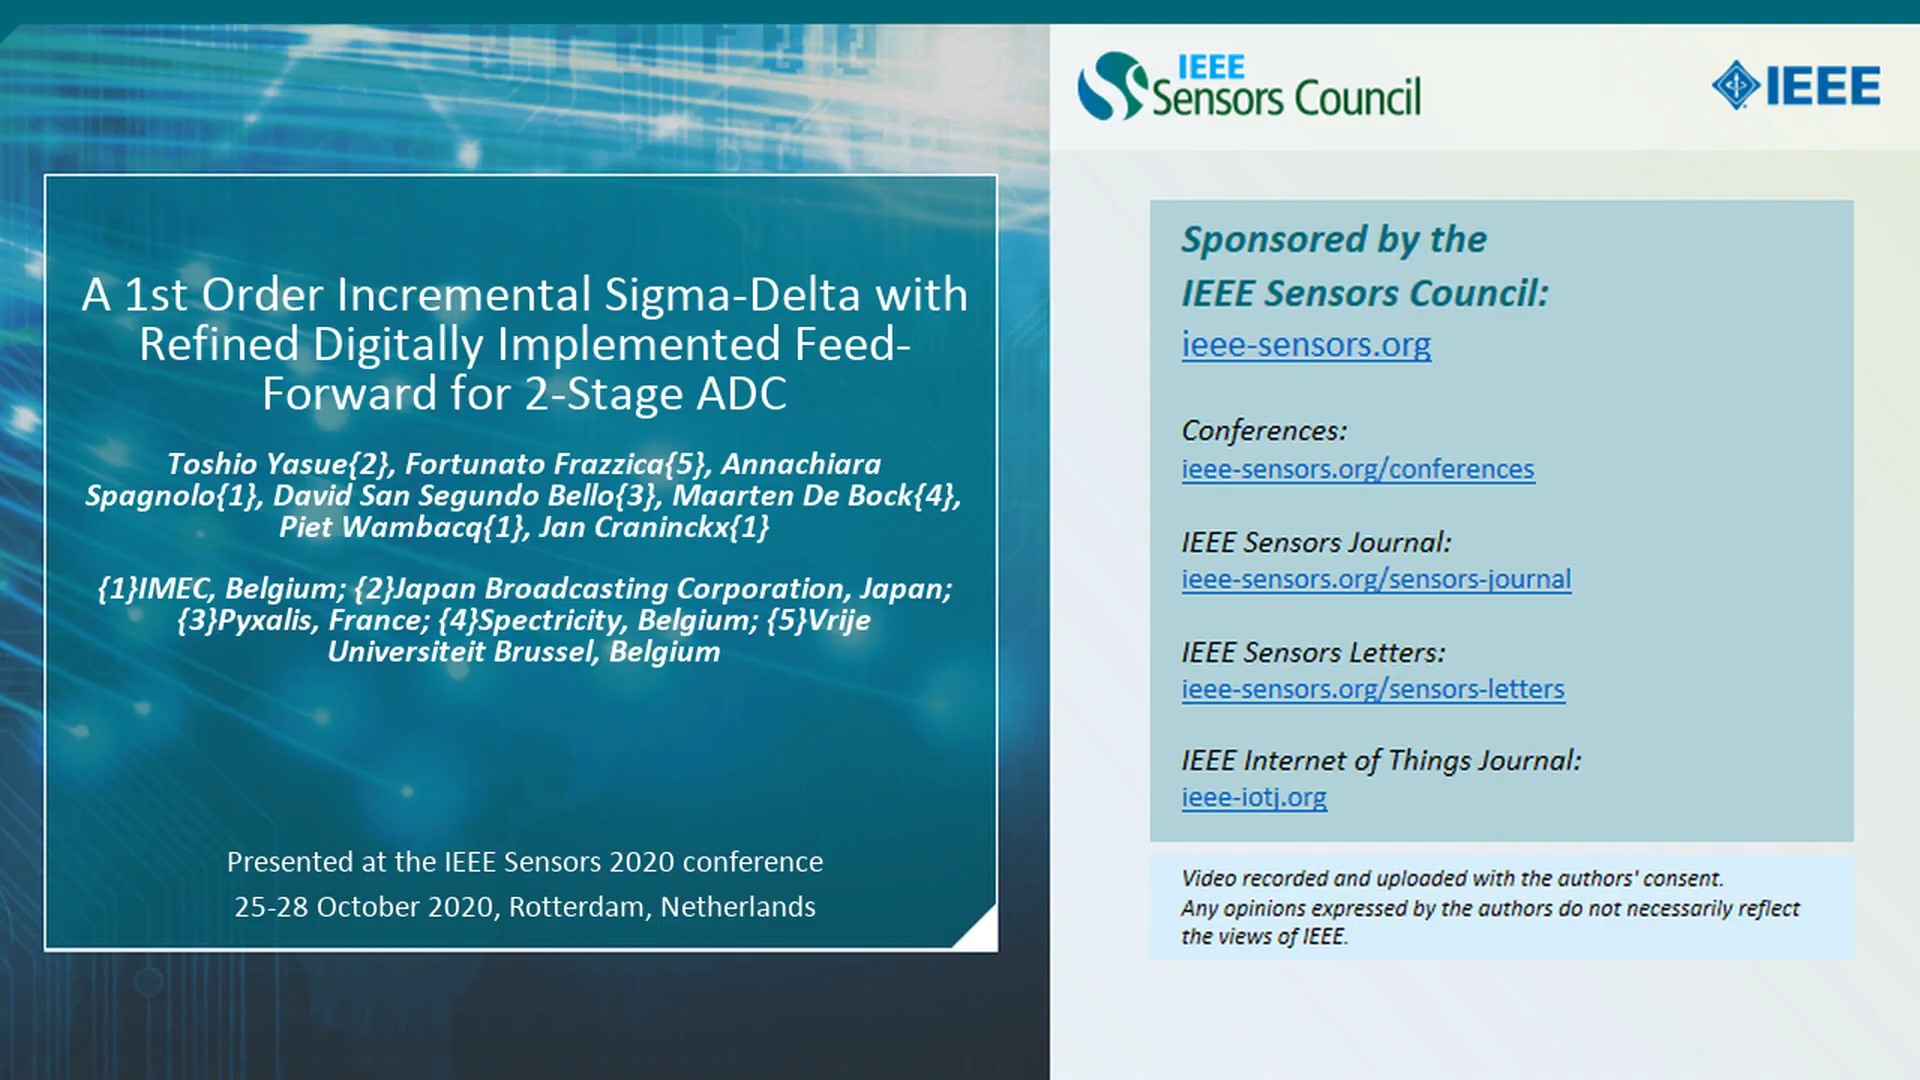 A 1st Order Incremental Sigma-Delta with
Refined Digitally Implemented Feed-
Forward for 2-Stage ADC
Toshio Yasue{2}, Fortunato Frazzica{5}, Annachiara
Spagnolo{1}, David San Segundo Bello{3}, Maarten De Bock{4},
Piet Wambacq{1}, Jan Craninckx{1}
{1}IMEC, Belgium; {2}Japan Broadcasting Corporation, Japan;
{3}Pyxalis, France; {4}Spectricity, Belgium; {5}Vrije
Universiteit Brussel, Belgium
Presented at the IEEE Sensors 2020 conference
25-28 October 2020, Rotterdam, Netherlands
IEEE
Sensors Council
IEEE
Sponsored by the
IEEE Sensors Council:
ieee-sensors.org
Conferences:
ieee-sensors.org/conferences
IEEE Sensors Journal:
ieee-sensors.org/sensors-journal
IEEE Sensors Letters:
ieee-sensors.org/sensors-letters
IEEE Internet of Things Journal:
ieee-iotj.org
Video recorded and uploaded with the authors' consent.
Any opinions expressed by the authors do not necessarily reflect
the views of IEEE.